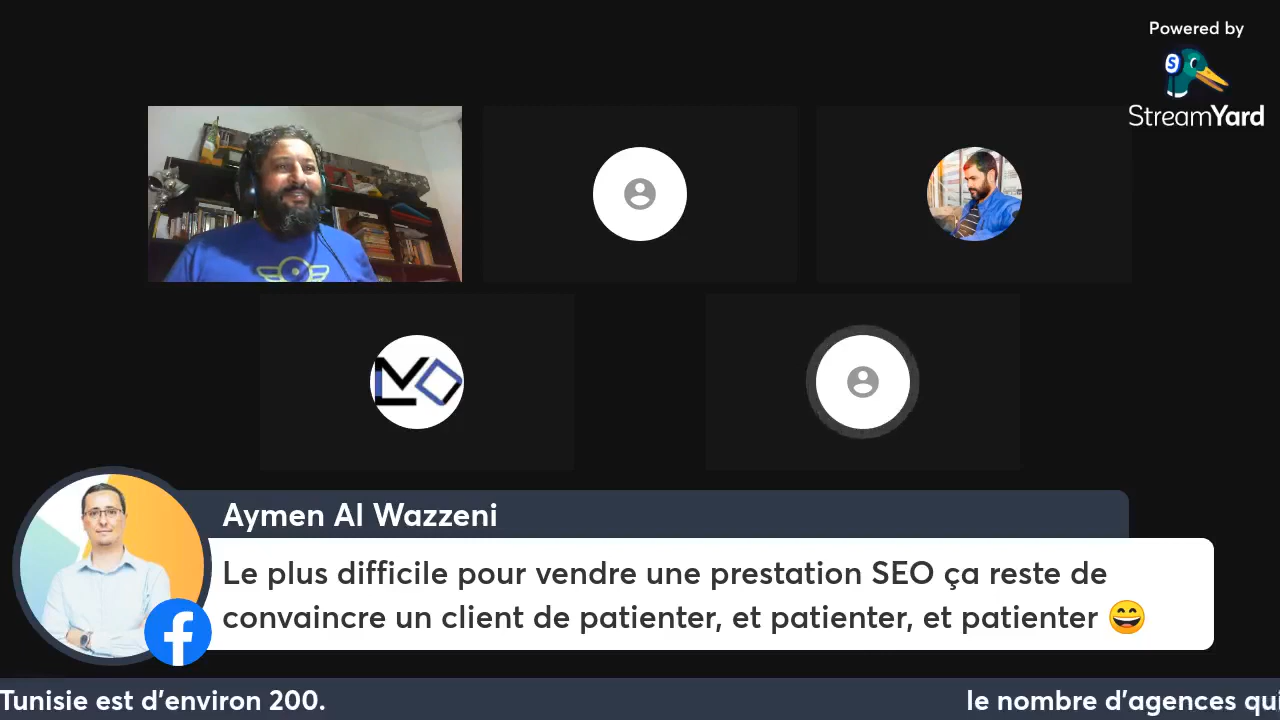 Powered by
StreamYard
Aymen Al Wazzeni
Le plus difficile pour vendre une prestation SEO ça reste de
convaincre un client de patienter, et patienter, et patienter 😄
Tunisie est d'environ 200.
le nombre d'agences qui